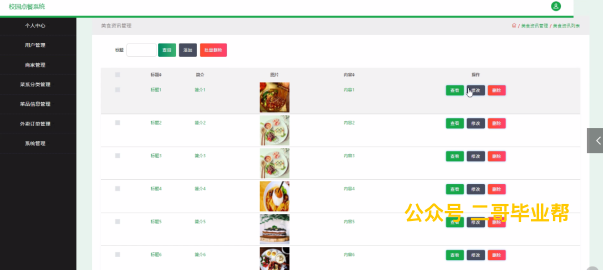 校园点餐系统
个人中心
用户管理
商家管理
菜品分类管理
菜品信息管理
外卖订单管理
系统管理
美食资讯管理
/ 美食资讯管理 / 美食资讯列表
标题
查询 添加 批量删除
标题 简介 图片 内容 操作
标题1 简介1 内容1 查看 修改 删除
标题2 简介2 内容2 查看 修改 删除
标题3 简介3 内容3 查看 修改 删除
标题4 简介4 内容4 查看 修改 删除
标题5 简介5 内容5 查看 修改 删除
标题6 简介6 内容6 查看 修改 删除
公众号 二哥毕业帮